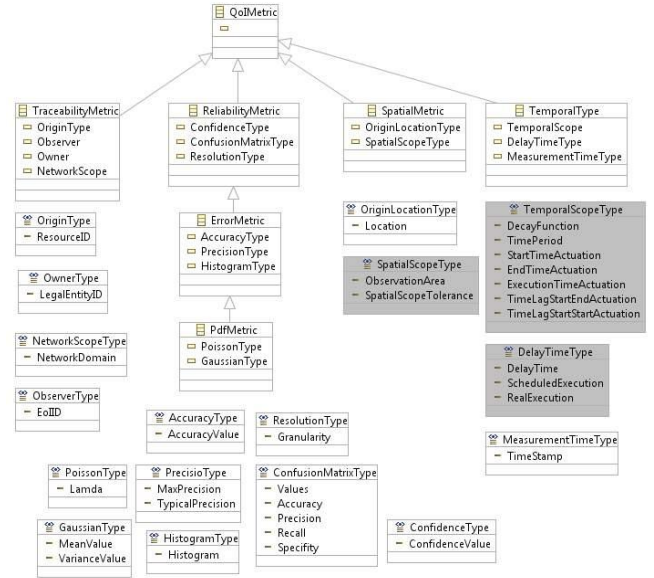 QoIMetric
TraceabilityMetric
OriginType
Observer
Owner
NetworkScope
ReliabilityMetric
ConfidenceType
ConfusionMatrixType
ResolutionType
SpatialMetric
OriginLocationType
SpatialScopeType
TemporalType
TemporalScope
DelayTimeType
MeasurementTimeType
OriginType
ResourceID
OwnerType
LegalEntityID
NetworkScopeType
NetworkDomain
ObserverType
EoIID
ErrorMetric
AccuracyType
PrecisionType
HistogramType
PdfMetric
PoissonType
GaussianType
OriginLocationType
Location
SpatialScopeType
ObservationArea
SpatialScopeTolerance
TemporalScopeType
DecayFunction
TimePeriod
StartTimeActuation
EndTimeActuation
ExecutionTimeActuation
TimeLagStartEndActuation
TimeLagStartStartActuation
DelayTimeType
DelayTime
ScheduledExecution
RealExecution
MeasurementTimeType
TimeStamp
AccuracyType
AccuracyValue
ResolutionType
Granularity
PoissonType
Lamda
PrecisioType
MaxPrecision
TypicalPrecision
ConfusionMatrixType
Values
Accuracy
Precision
Recall
Specifity
GaussianType
MeanValue
VarianceValue
HistogramType
Histogram
ConfidenceType
ConfidenceValue